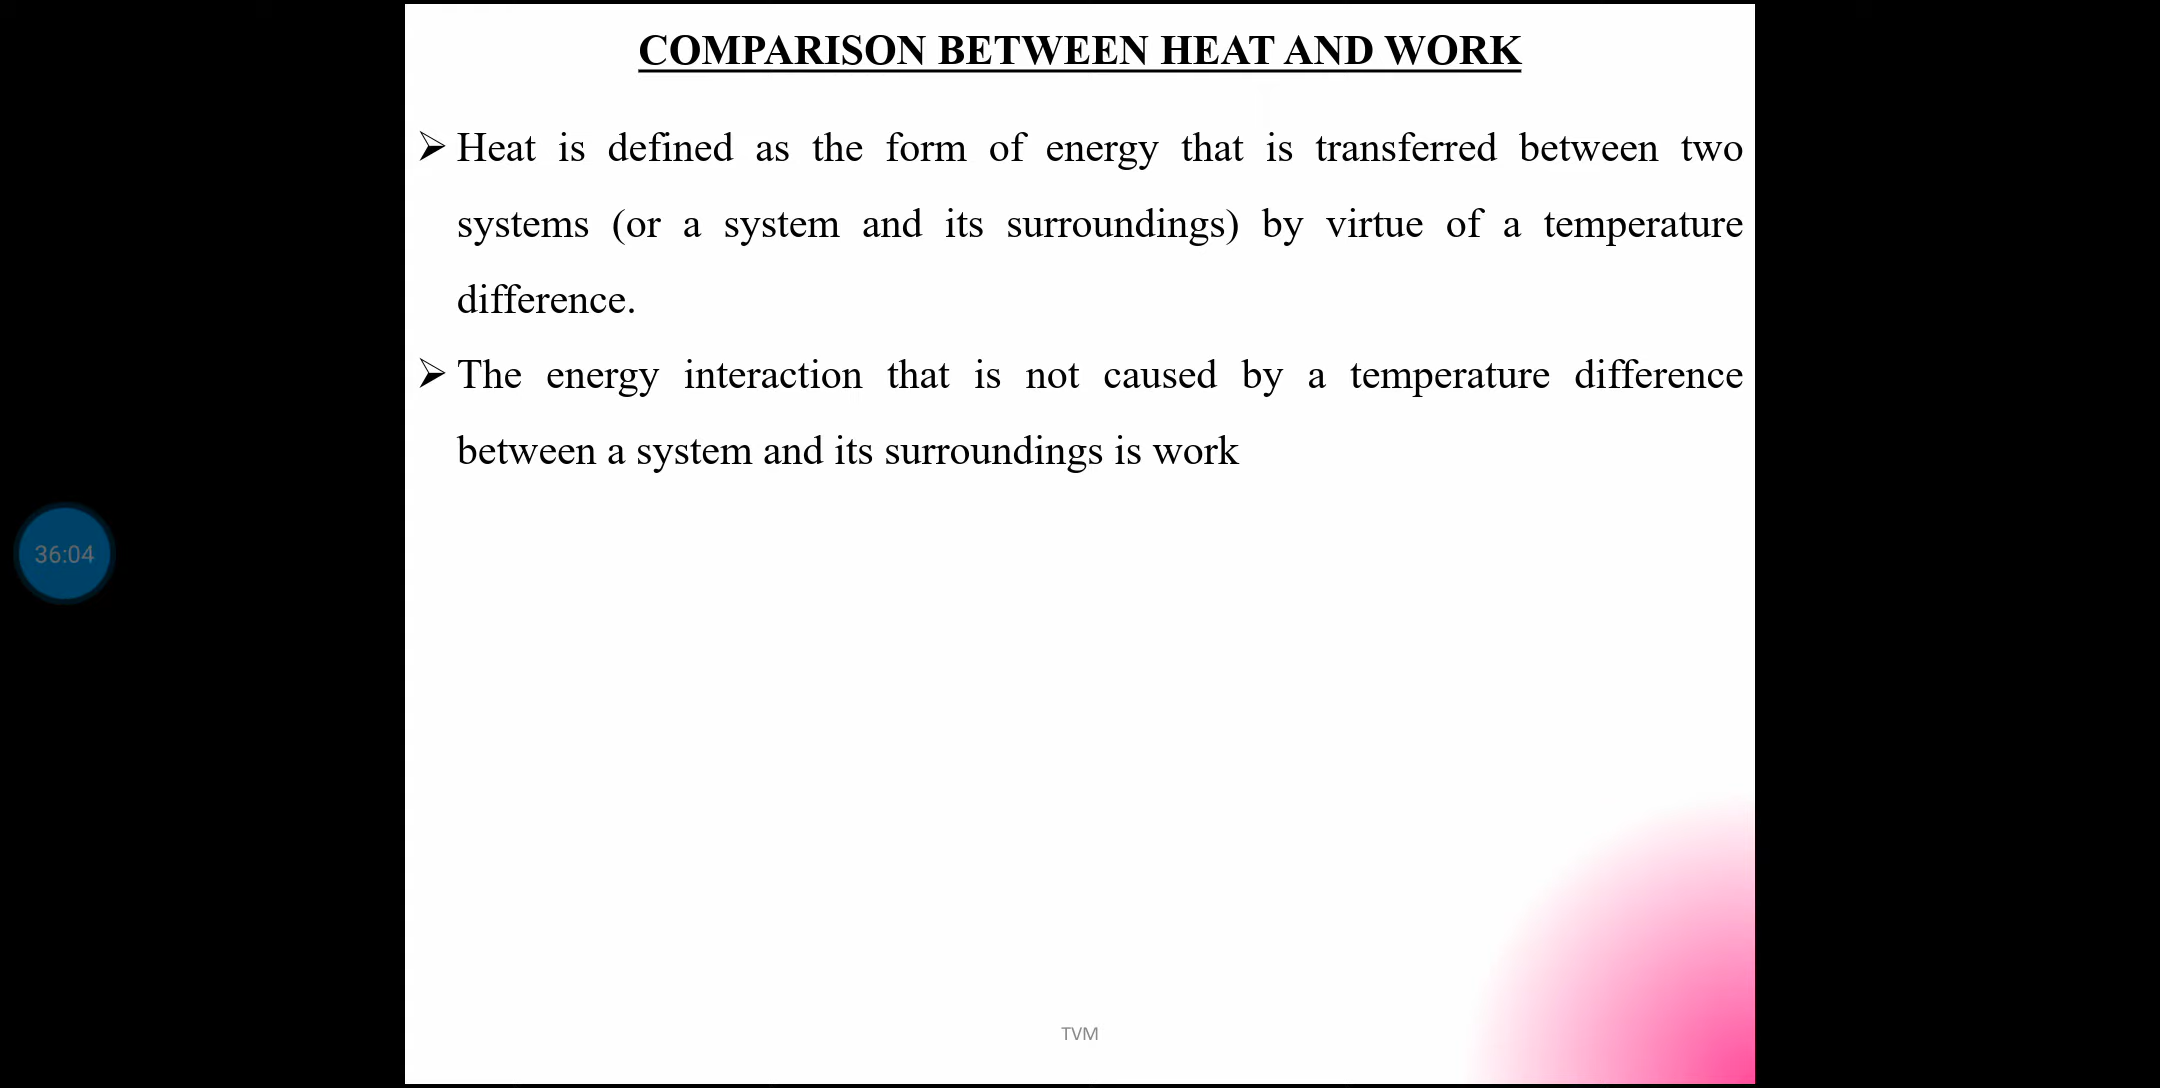 COMPARISON BETWEEN HEAT AND WORK
Heat is defined as the form of energy that is transferred between two
systems (or a system and its surroundings) by virtue of a temperature
difference.
The energy interaction that is not caused by a temperature difference
between a system and its surroundings is work
36:04
TVM